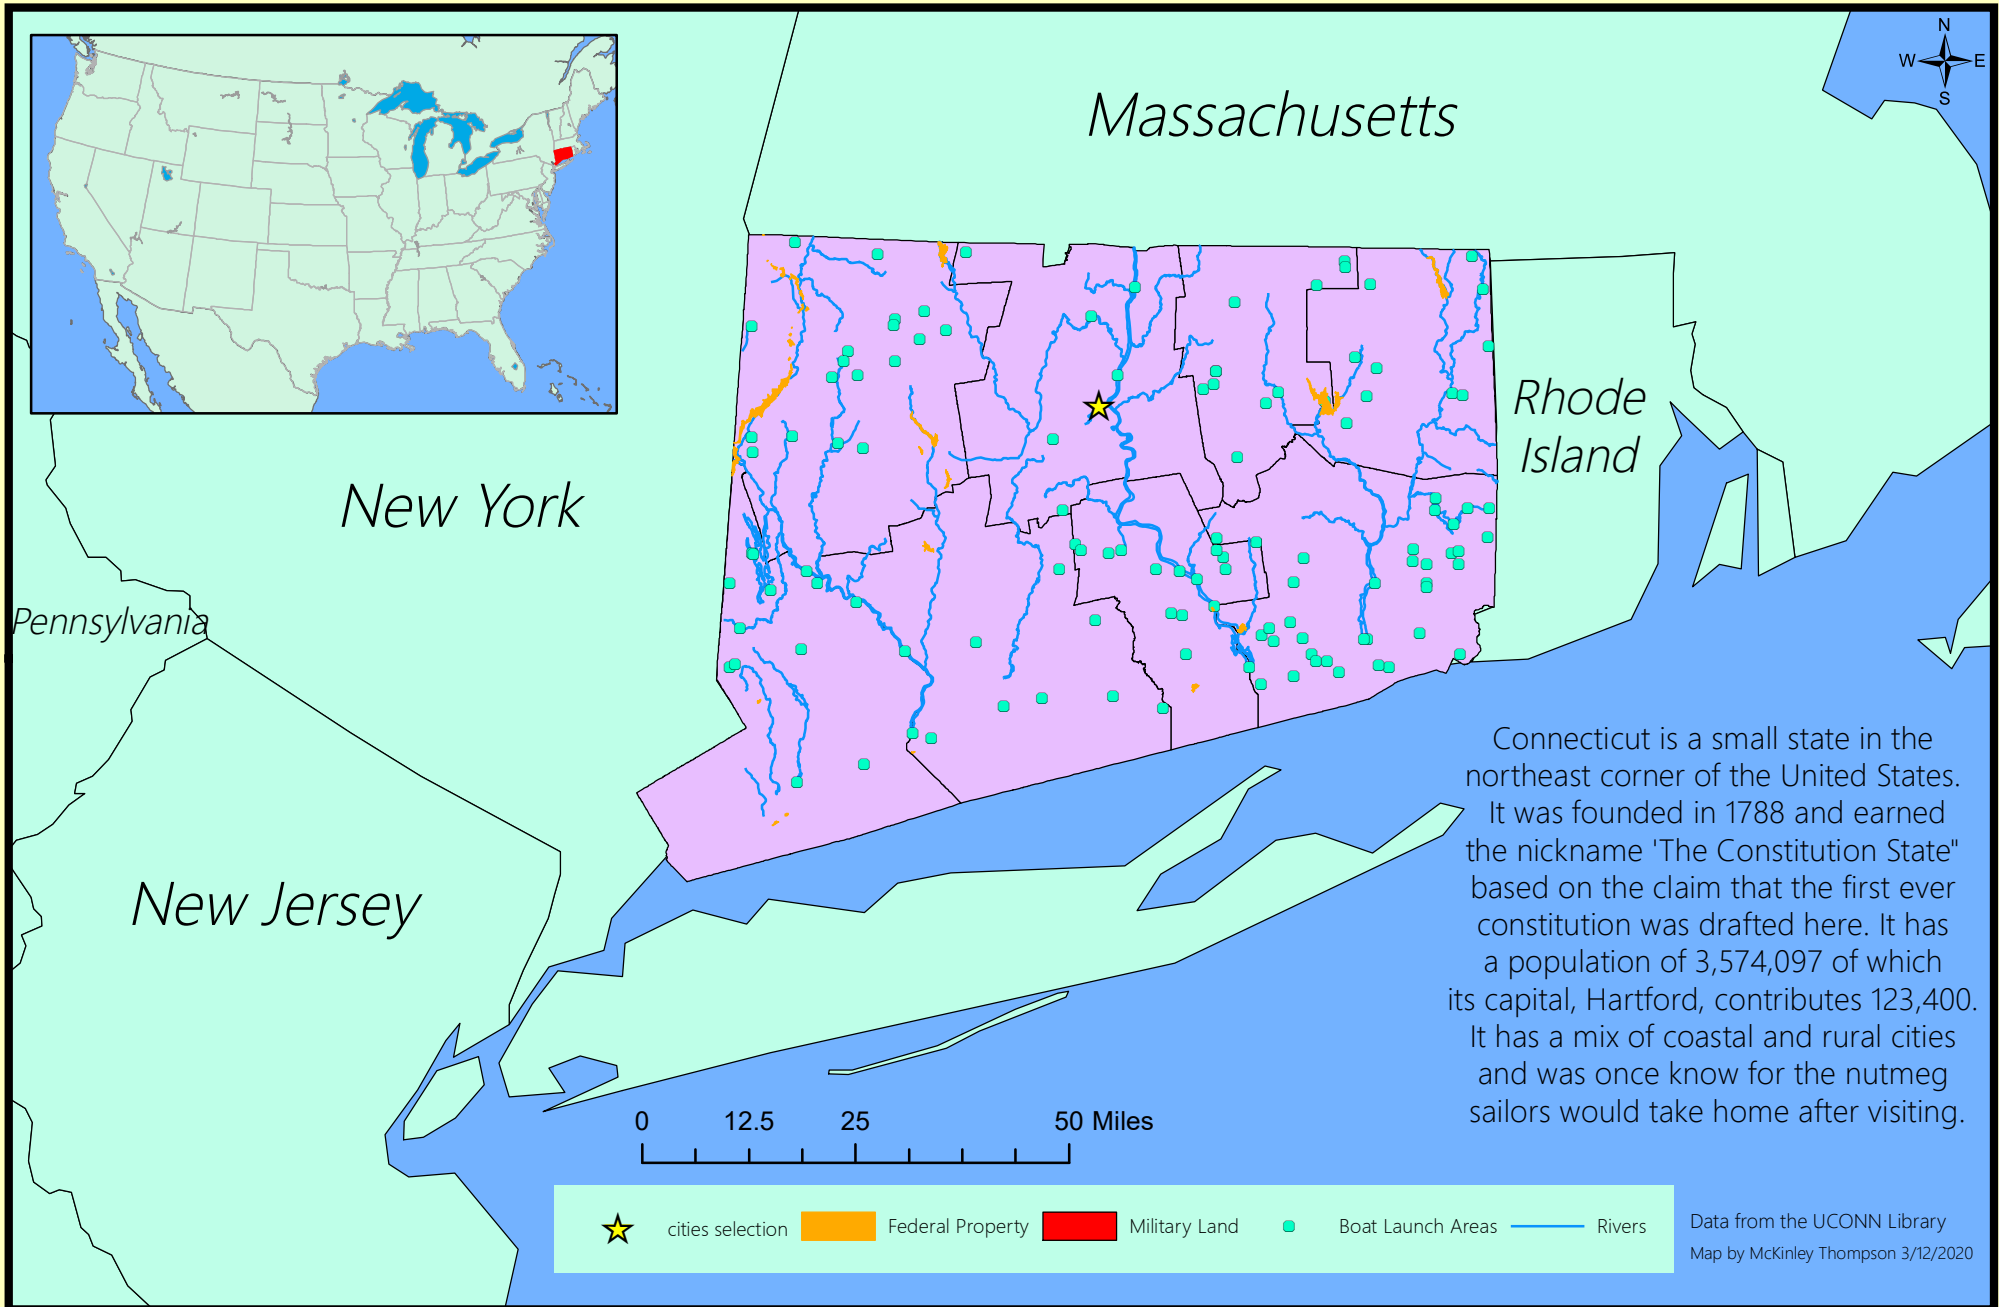 N
W E
S
Massachusetts
Rhode
Island
New York
Pennsylvania
New Jersey
Connecticut is a small state in the
northeast corner of the United States.
It was founded in 1788 and earned
the nickname 'The Constitution State"
based on the claim that the first ever
constitution was drafted here. It has
a population of 3,574,097 of which
its capital, Hartford, contributes 123,400.
It has a mix of coastal and rural cities
and was once know for the nutmeg
sailors would take home after visiting.
0 12.5 25 50 Miles
cities selection Federal Property Military Land Boat Launch Areas Rivers
Data from the UCONN Library
Map by McKinley Thompson 3/12/2020